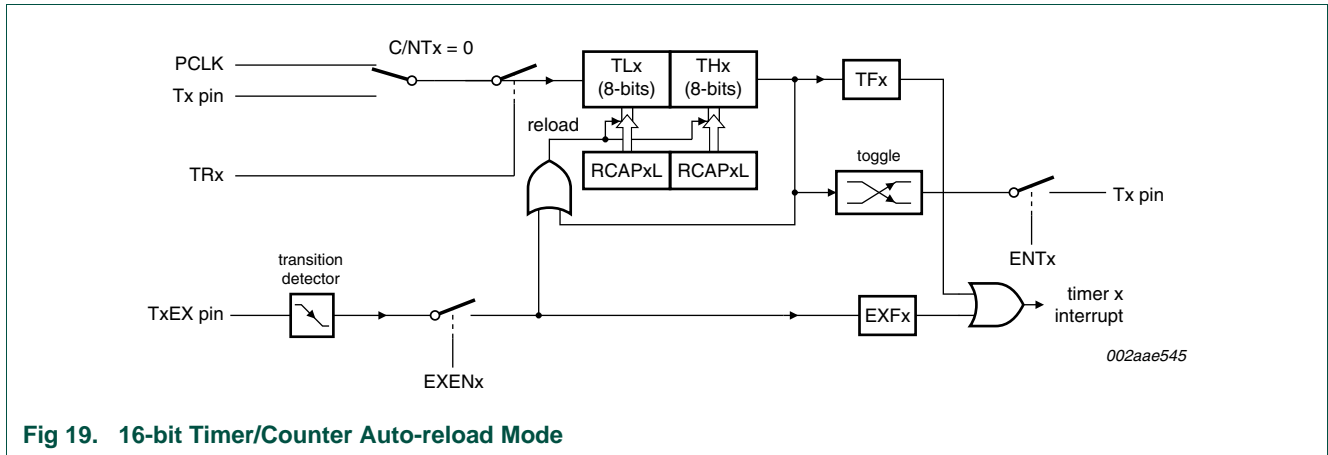 C/NTx = 0
PCLK
Tx pin
TRx
TLx
(8-bits)
THx
(8-bits)
TFx
reload
RCAPxL
RCAPxL
toggle
Tx pin
ENTx
transition
detector
TxEX pin
EXENx
EXFx
timer x
interrupt
002aae545
Fig 19. 16-bit Timer/Counter Auto-reload Mode